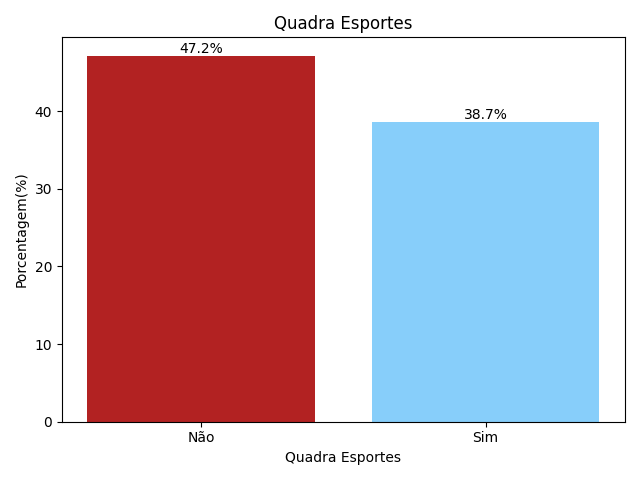 Quadra Esportes
47.2%
38.7%
Porcentagem(%)
40
30
20
10
0
Não
Sim
Quadra Esportes